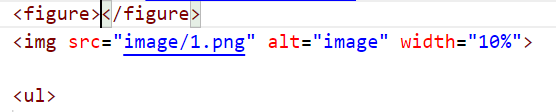 <figure></figure>
<img src="image/1.png" alt="image" width="10%">
<ul>